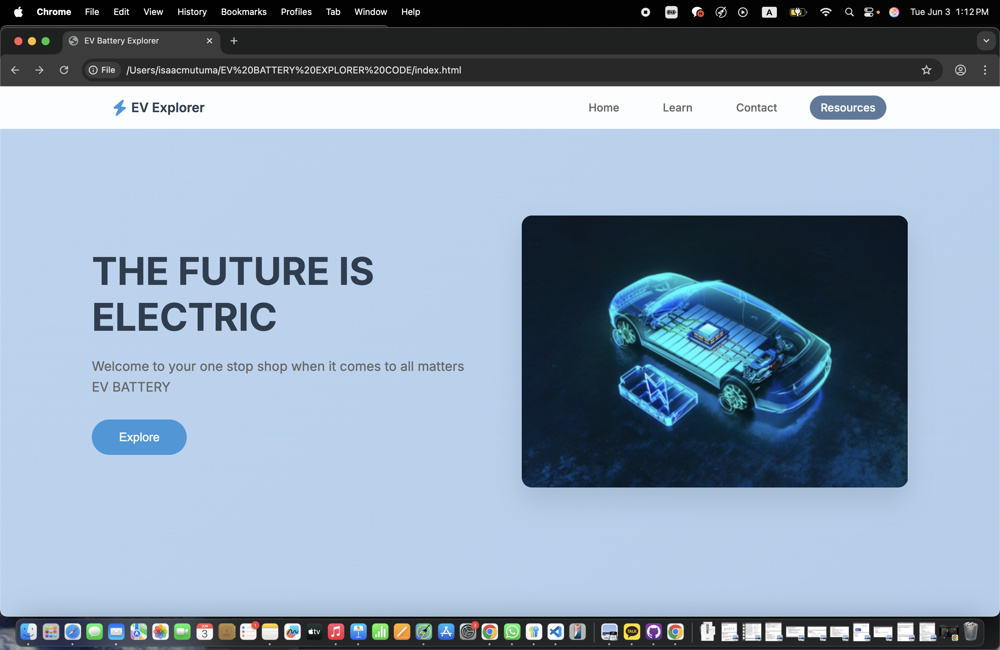 Chrome File Edit View History Bookmarks Profiles Tab Window Help A Tue Jun 3 1:12 PM
EV Battery Explorer
File /Users/isaacmutuma/EV%20BATTERY%20EXPLORER%20CODE/index.html
EV Explorer Home Learn Contact Resources
THE FUTURE IS
ELECTRIC
Welcome to your one stop shop when it comes to all matters
EV BATTERY
Explore
JUN
3
1
tv
2
TALK
ZIP